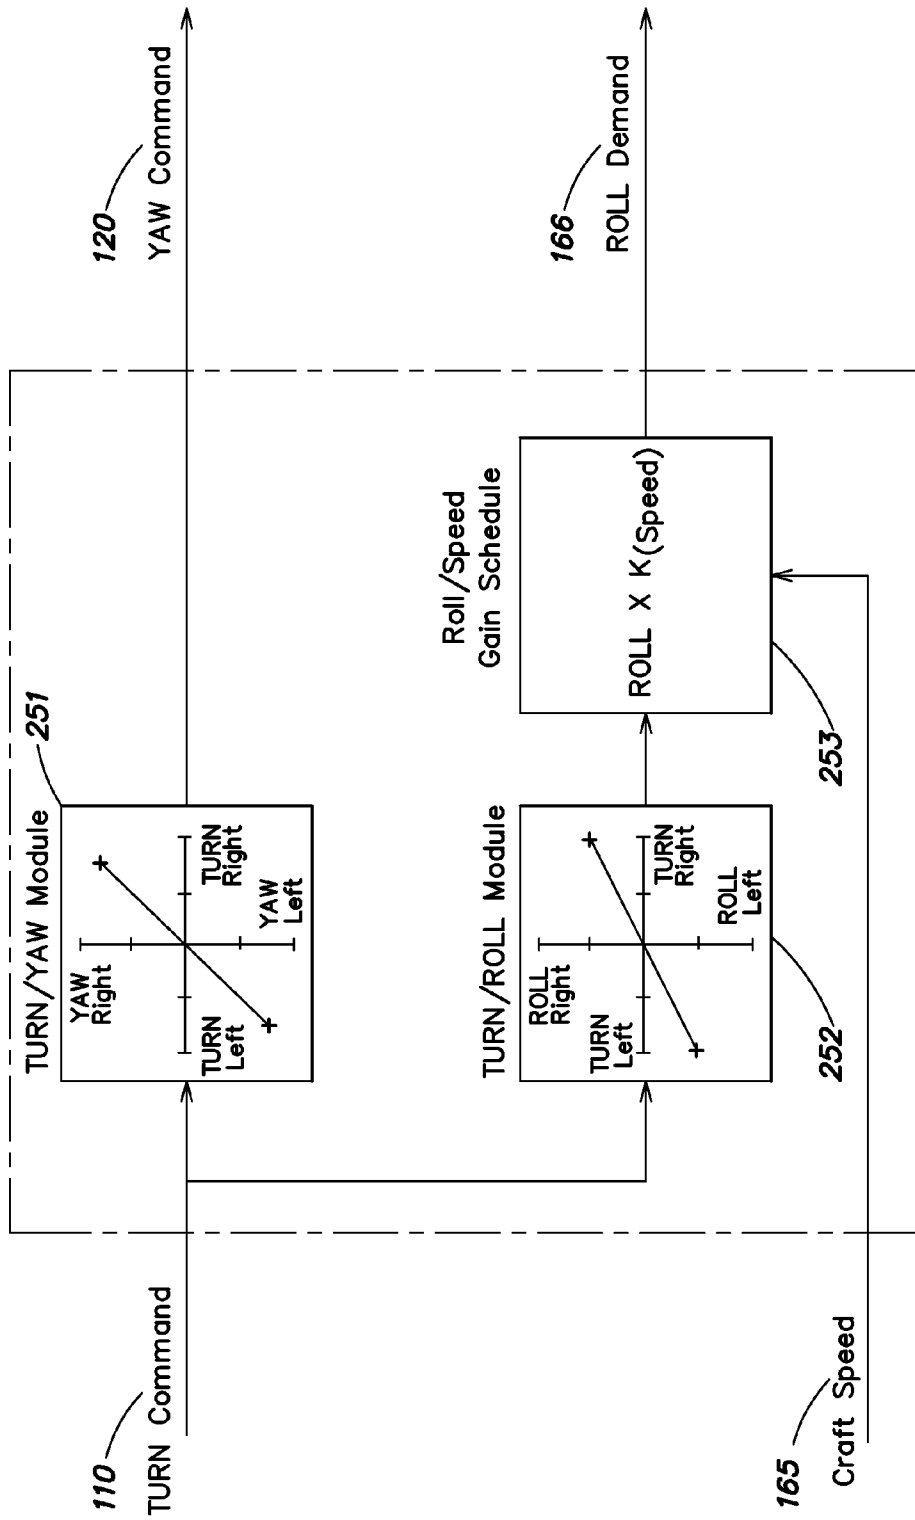 110
TURN Command
TURN/YAW Module
251
YAW
Right
TURN
Left
TURN
Right
YAW
Left
120
YAW Command
TURN/ROLL Module
ROLL
Right
TURN
Left
TURN
Right
ROLL
Left
252
Roll/Speed
Gain Schedule
ROLL X K(Speed)
253
166
ROLL Demand
165
Craft Speed